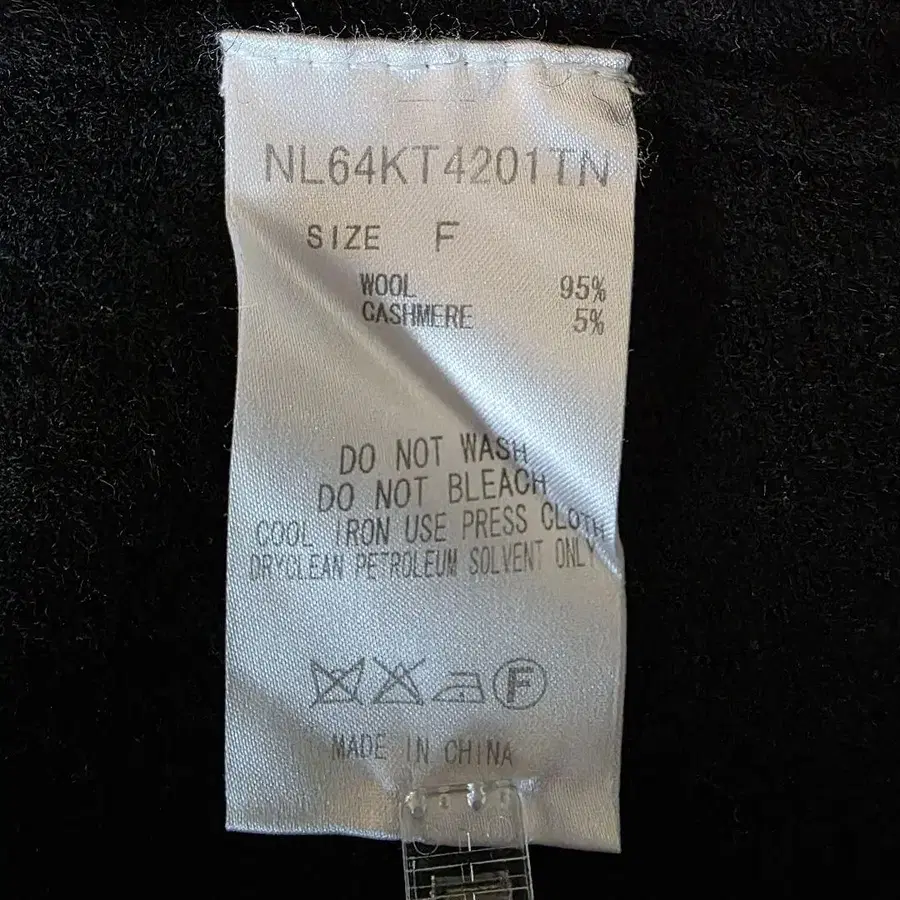 NL64KT4201TN
SIZE F
WOOL 95%
CASHMERE 5%
DO NOT WASH
DO NOT BLEACH
COOL IRON USE PRESS CLOTH
DRYCLEAN PETROLEUM SOLVENT ONLY
F
MADE IN CHINA